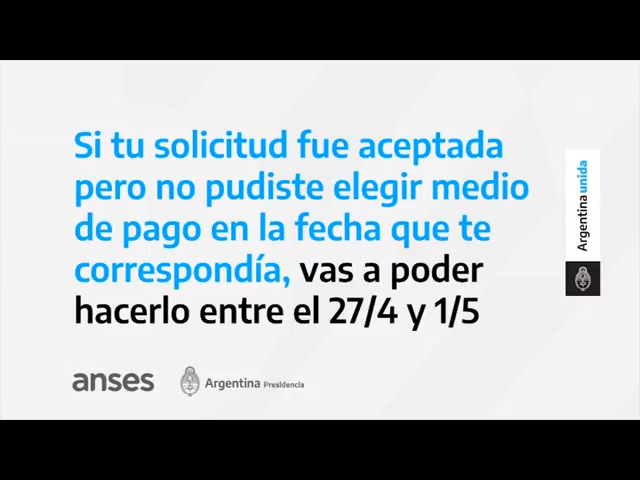 Si tu solicitud fue aceptada
pero no pudiste elegir medio
de pago en la fecha que te
correspondía, vas a poder
hacerlo entre el 27/4 y 1/5
Argentina unida
anses
Argentina Presidencia